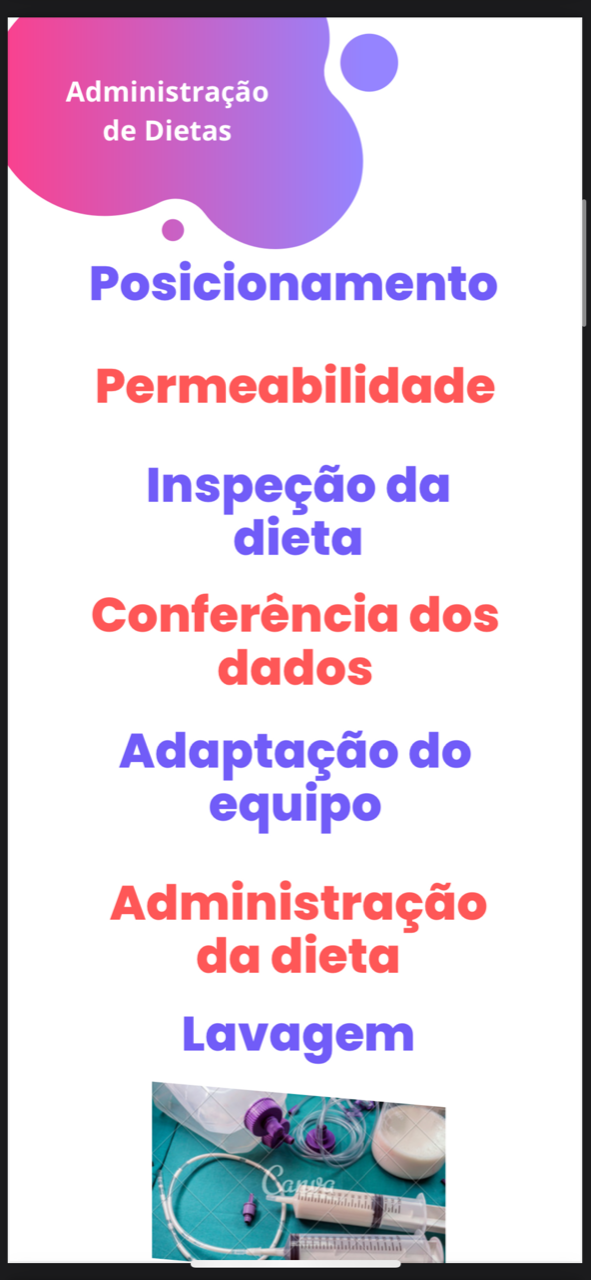 Administração
de Dietas
Posicionamento
Permeabilidade
Inspeção da
dieta
Conferência dos
dados
Adaptação do
equipo
Administração
da dieta
Lavagem
Canva